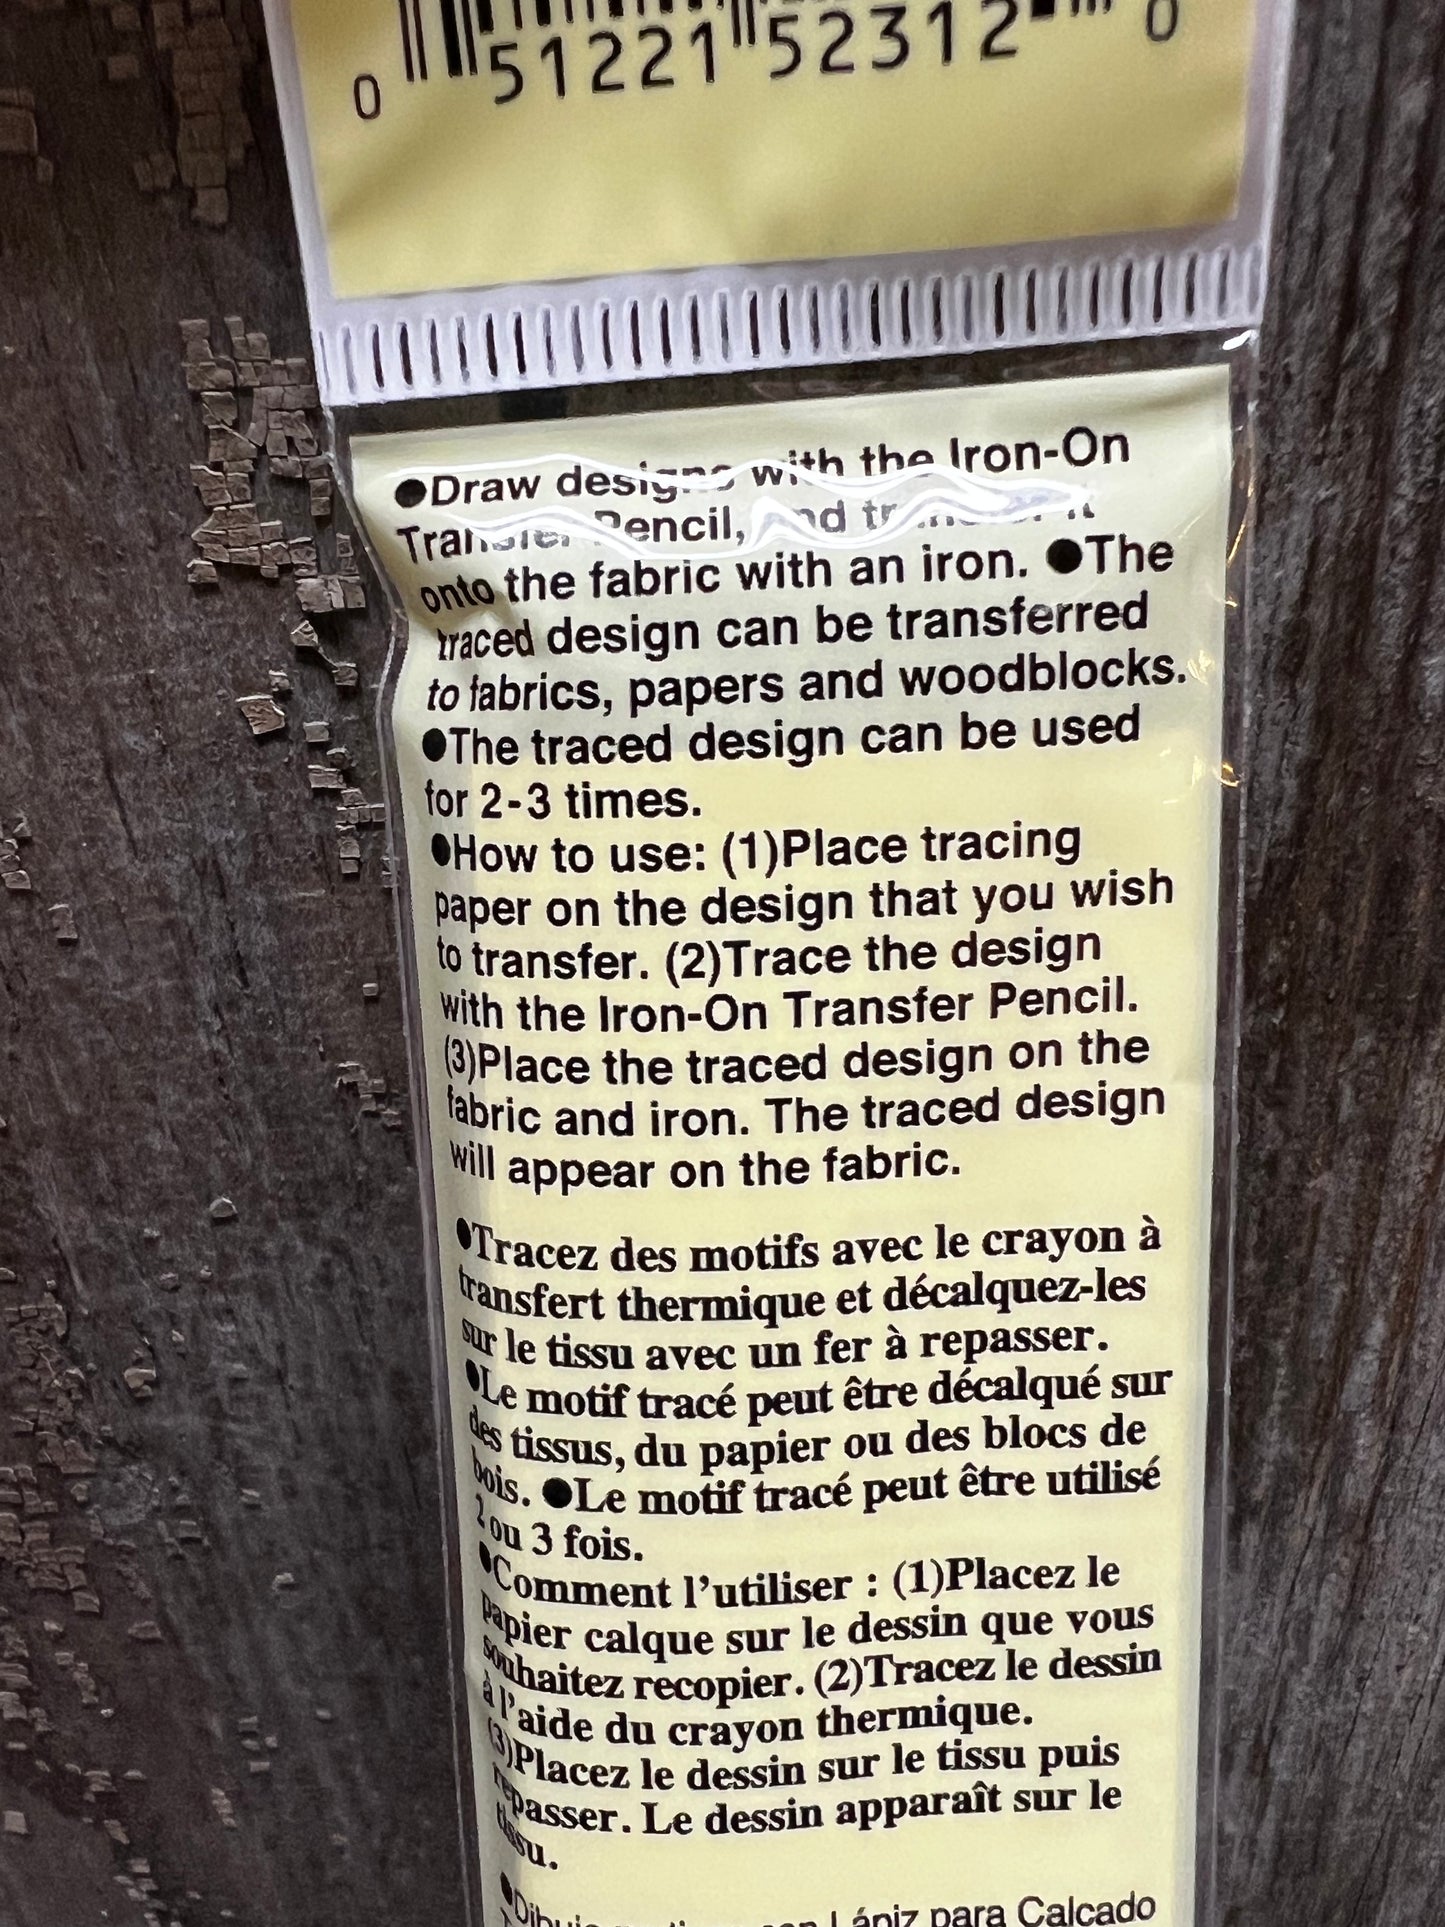 0 51221 52312 0
●Draw designs with the Iron-On
Transfer Pencil, and transfer it
onto the fabric with an iron. ●The
traced design can be transferred
to fabrics, papers and woodblocks.
●The traced design can be used
for 2-3 times.
●How to use: (1)Place tracing
paper on the design that you wish
to transfer. (2)Trace the design
with the Iron-On Transfer Pencil.
(3)Place the traced design on the
fabric and iron. The traced design
will appear on the fabric.
●Tracez des motifs avec le crayon à
transfert thermique et décalquez-les
sur le tissu avec un fer à repasser.
●Le motif tracé peut être décalqué sur
des tissus, du papier ou des blocs de
bois. ●Le motif tracé peut être utilisé
2 ou 3 fois.
●Comment l’utiliser : (1)Placez le
papier calque sur le dessin que vous
souhaitez recopier. (2)Tracez le dessin
à l’aide du crayon thermique.
(3)Placez le dessin sur le tissu puis
repasser. Le dessin apparaît sur le
tissu.
Lápiz para Calcado